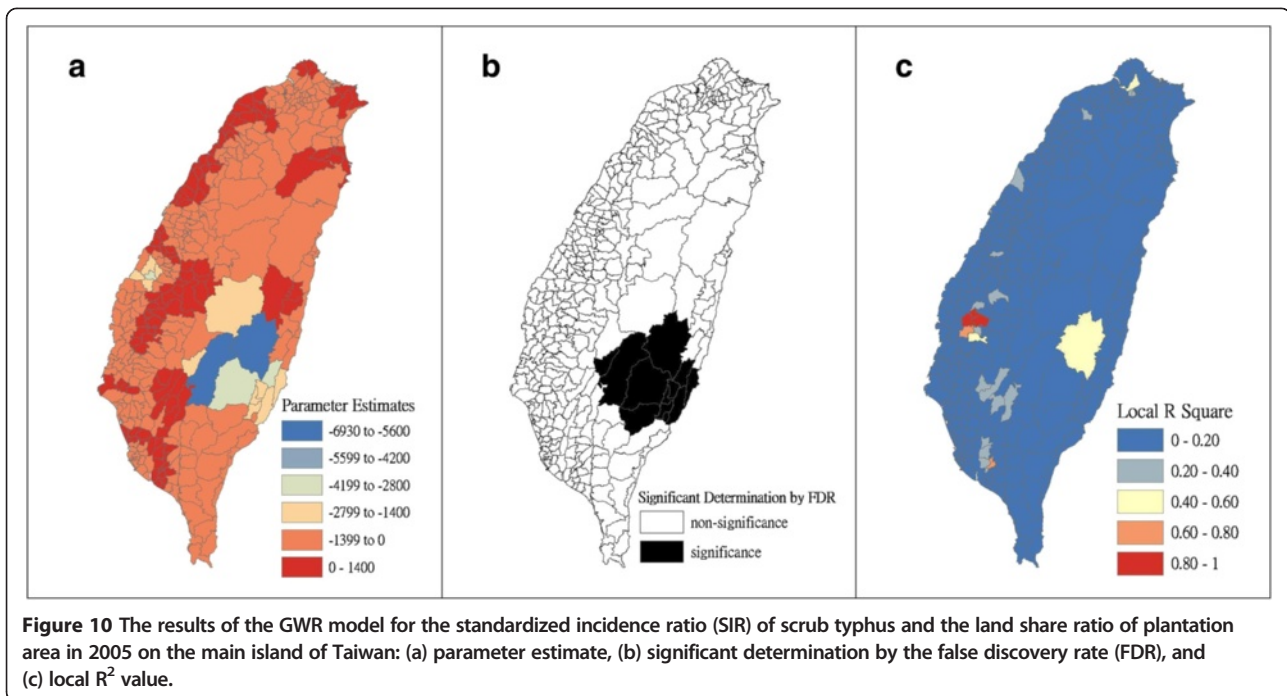 a
Parameter Estimates
-6930 to -5600
-5599 to -4200
-4199 to -2800
-2799 to -1400
-1399 to 0
0 - 1400
b
Significant Determination by FDR
non-significance
significance
c
Local R Square
0 - 0.20
0.20 - 0.40
0.40 - 0.60
0.60 - 0.80
0.80 - 1
Figure 10 The results of the GWR model for the standardized incidence ratio (SIR) of scrub typhus and the land share ratio of plantation
area in 2005 on the main island of Taiwan: (a) parameter estimate, (b) significant determination by the false discovery rate (FDR), and
(c) local R² value.